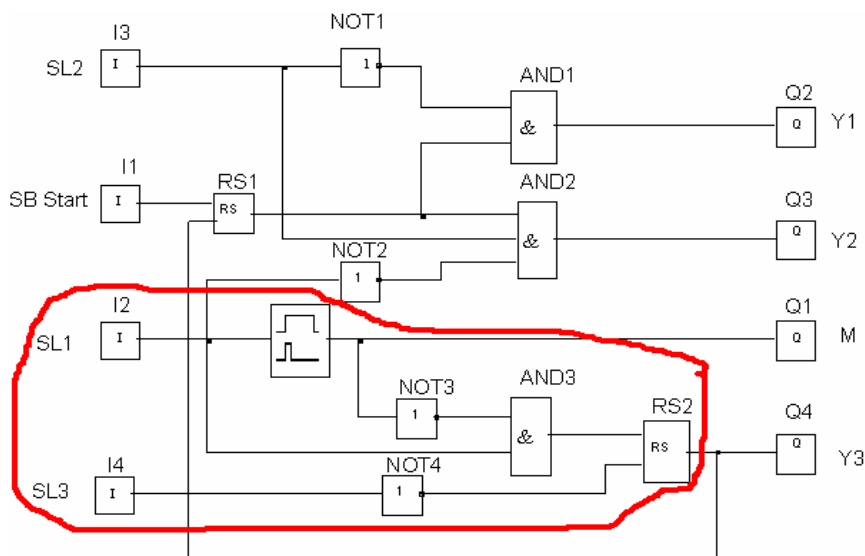 NOT1
I3
SL2
I
1
AND1
&
Q2
Q
Y1
I1
SB Start
I
RS1
RS
AND2
&
Q3
Q
Y2
NOT2
1
I2
SL1
I
Q1
Q
M
NOT3
1
AND3
&
RS2
RS
Q4
Q
Y3
I4
SL3
I
NOT4
1